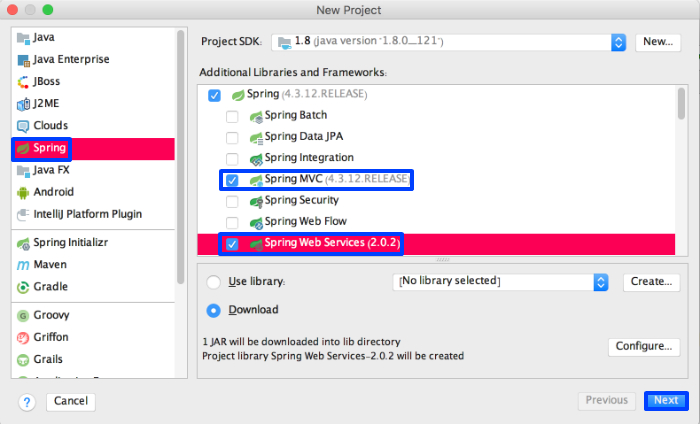 New Project
Java
Java Enterprise
JBoss
J2ME
Clouds
Spring
Java FX
Android
IntelliJ Platform Plugin
Spring Initializr
Maven
Gradle
Groovy
Griffon
Grails
Project SDK: 1.8 (java version "1.8.0_121") New...
Additional Libraries and Frameworks:
Spring (4.3.12.RELEASE)
Spring Batch
Spring Data JPA
Spring Integration
Spring MVC (4.3.12.RELEASE)
Spring Security
Spring Web Flow
Spring Web Services (2.0.2)
Use library: [No library selected] Create...
Download
1 JAR will be downloaded into lib directory
Project library Spring Web Services-2.0.2 will be created
Configure...
? Cancel Previous Next